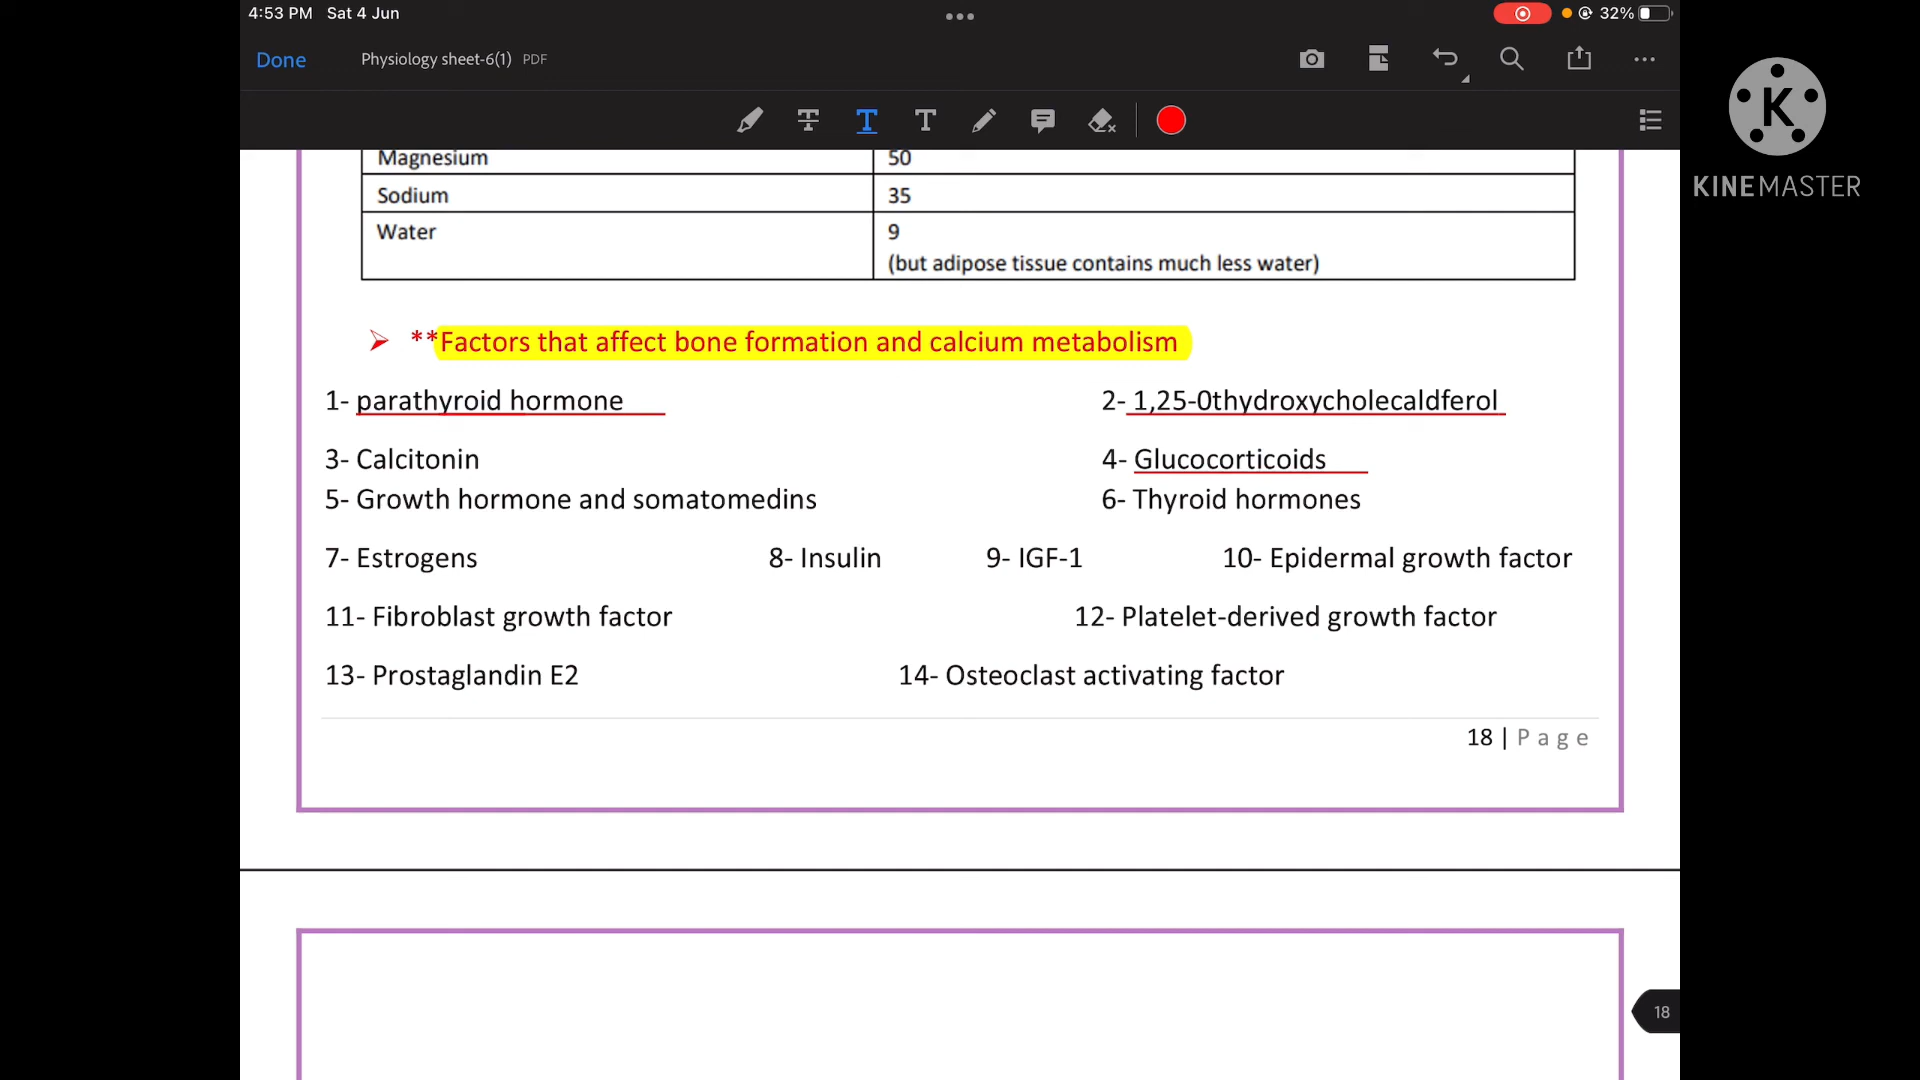 4:53 PM Sat 4 Jun
32%
Done
Physiology sheet-6(1) PDF
K
KINEMASTER
Magnesium 50
Sodium 35
Water 9
(but adipose tissue contains much less water)
**Factors that affect bone formation and calcium metabolism
1- parathyroid hormone 2- 1,25-0thydroxycholecaldferol
3- Calcitonin 4- Glucocorticoids
5- Growth hormone and somatomedins 6- Thyroid hormones
7- Estrogens 8- Insulin 9- IGF-1 10- Epidermal growth factor
11- Fibroblast growth factor 12- Platelet-derived growth factor
13- Prostaglandin E2 14- Osteoclast activating factor
18 | Page
18